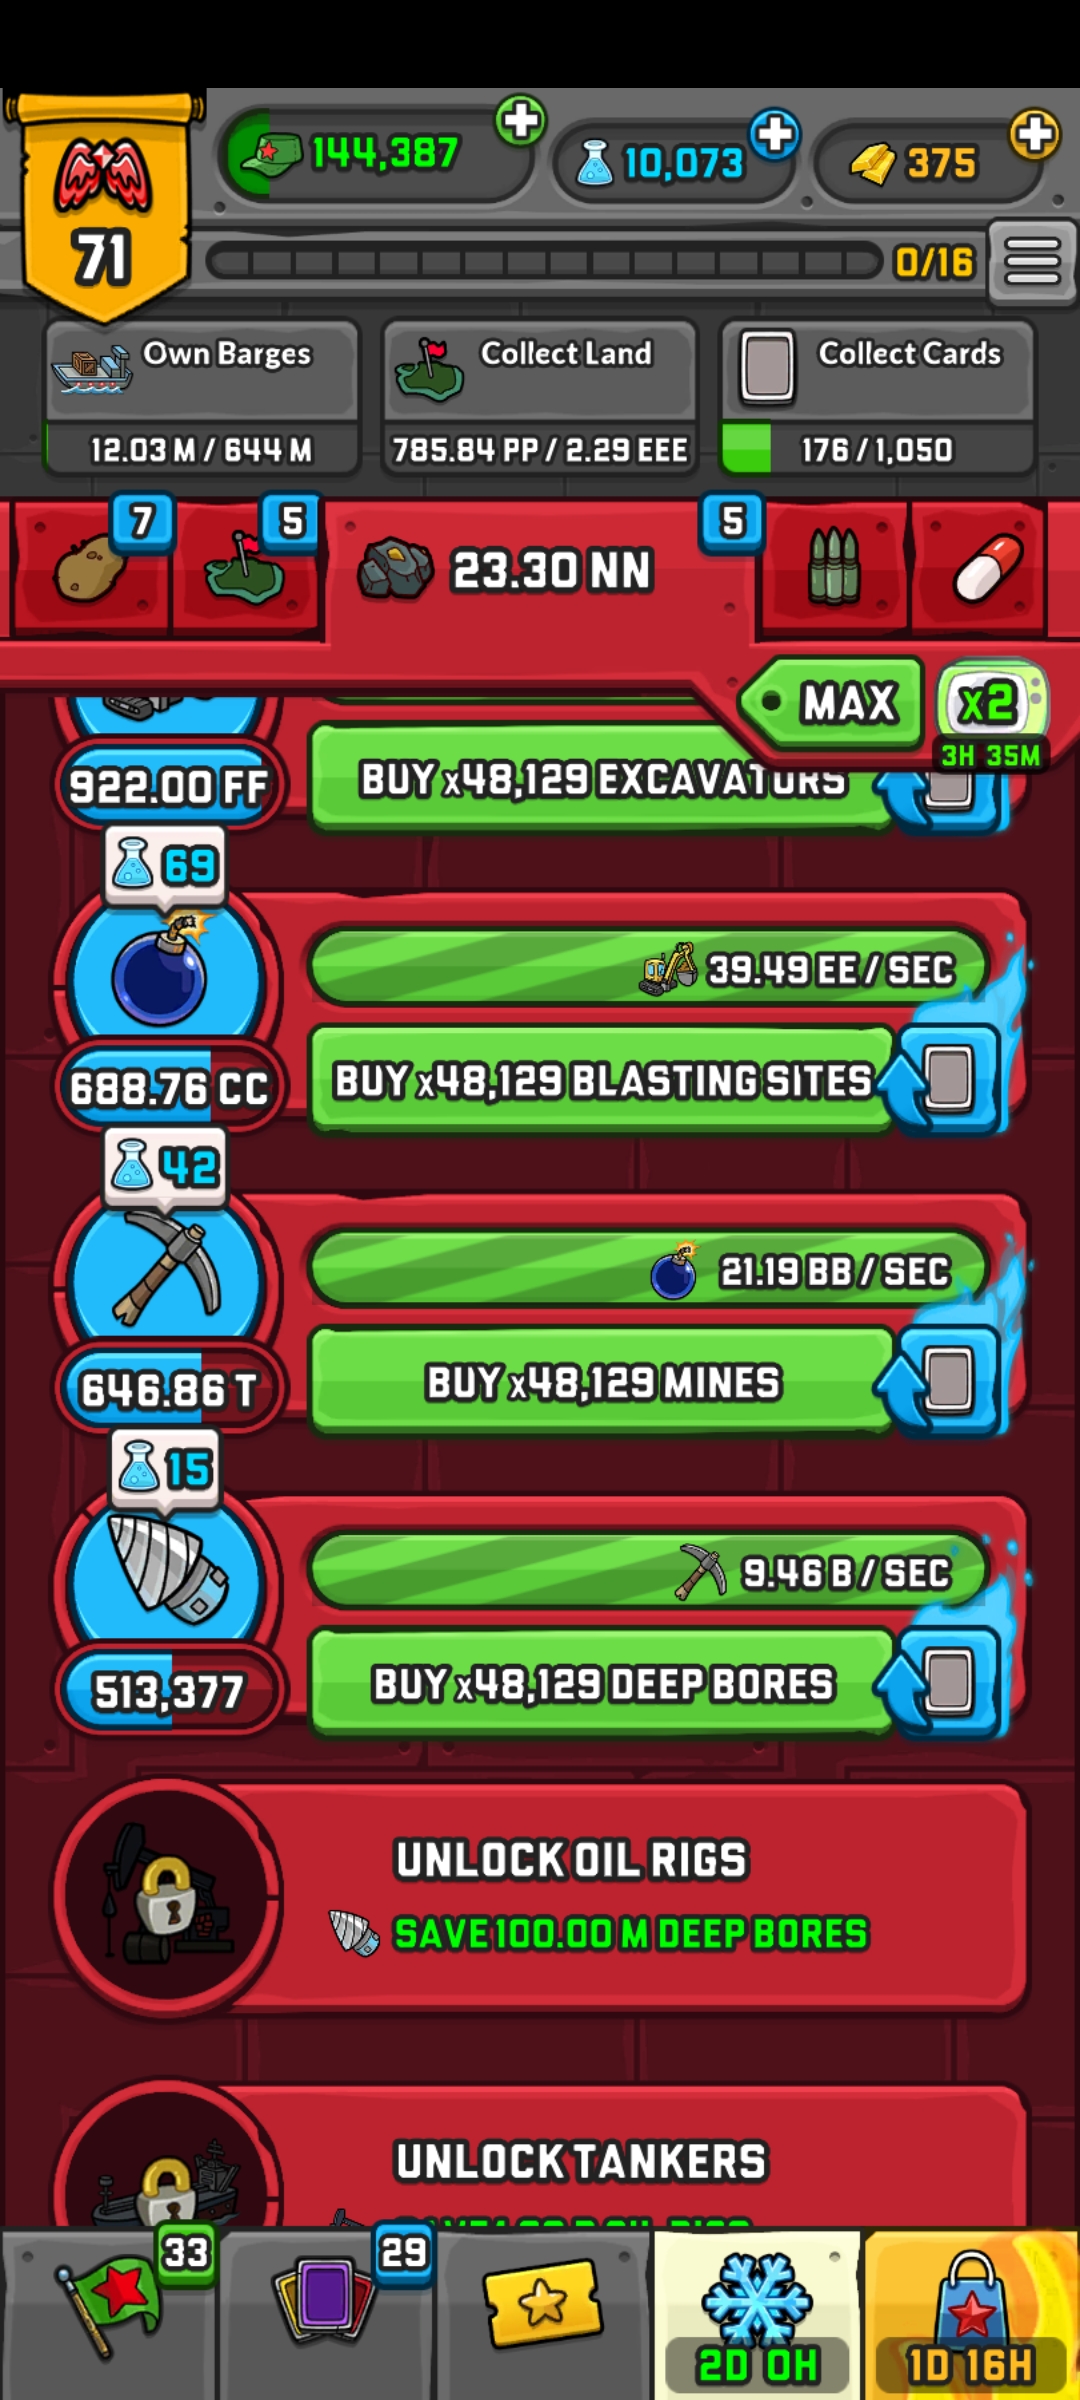 144,387
10,073
375
71
0/16
Own Barges
12.03 M / 644 M
Collect Land
785.84 PP / 2.29 EEE
Collect Cards
176 / 1,050
7
5
23.30 NN
5
MAX
x2
3H 35M
922.00 FF
BUY x48,129 EXCAVATORS
69
39.49 EE / SEC
688.76 CC
BUY x48,129 BLASTING SITES
42
21.19 BB / SEC
646.86 T
BUY x48,129 MINES
15
9.46 B / SEC
513,377
BUY x48,129 DEEP BORES
UNLOCK OIL RIGS
SAVE 100.00 M DEEP BORES
UNLOCK TANKERS
33
29
2D 0H
1D 16H